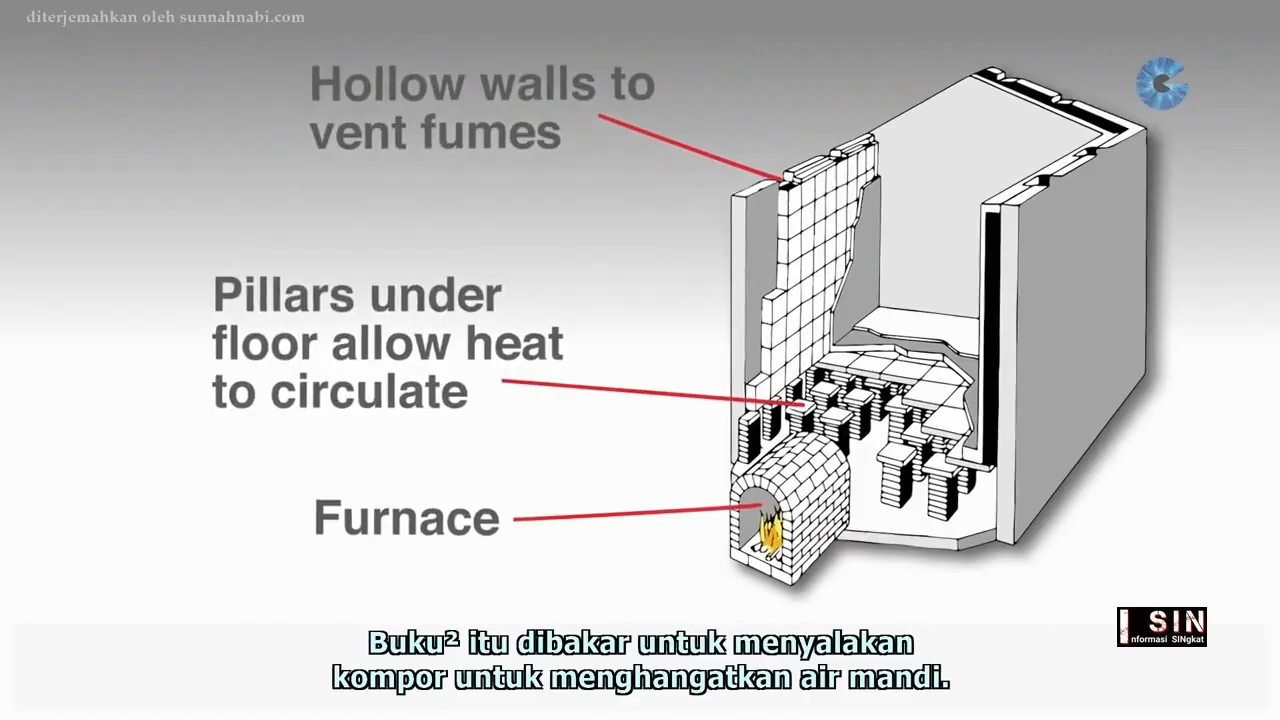 diterjemahkan oleh sunnahnabi.com
Hollow walls to
vent fumes
Pillars under
floor allow heat
to circulate
Furnace
I SIN
nformasi SINgkat
Buku² itu dibakar untuk menyalakan
kompor untuk menghangatkan air mandi.